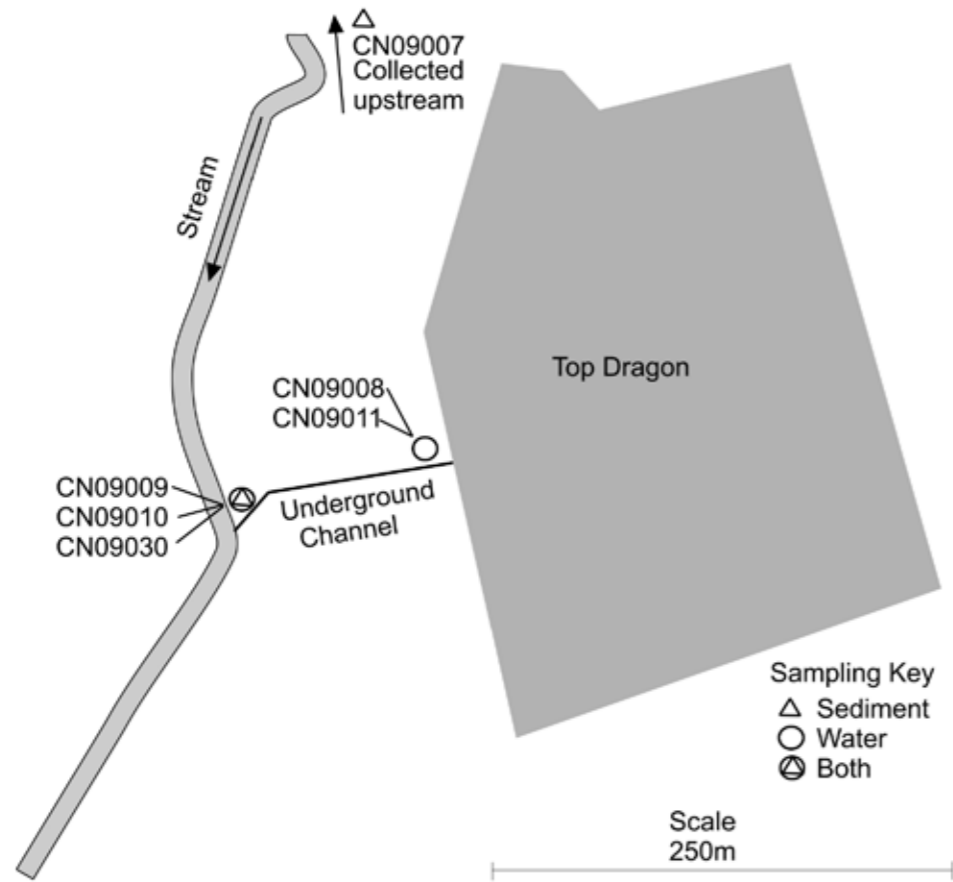 CN09007
Collected
upstream
Stream
Top Dragon
CN09008
CN09011
CN09009
CN09010
CN09030
Underground
Channel
Sampling Key
Sediment
Water
Both
Scale
250m